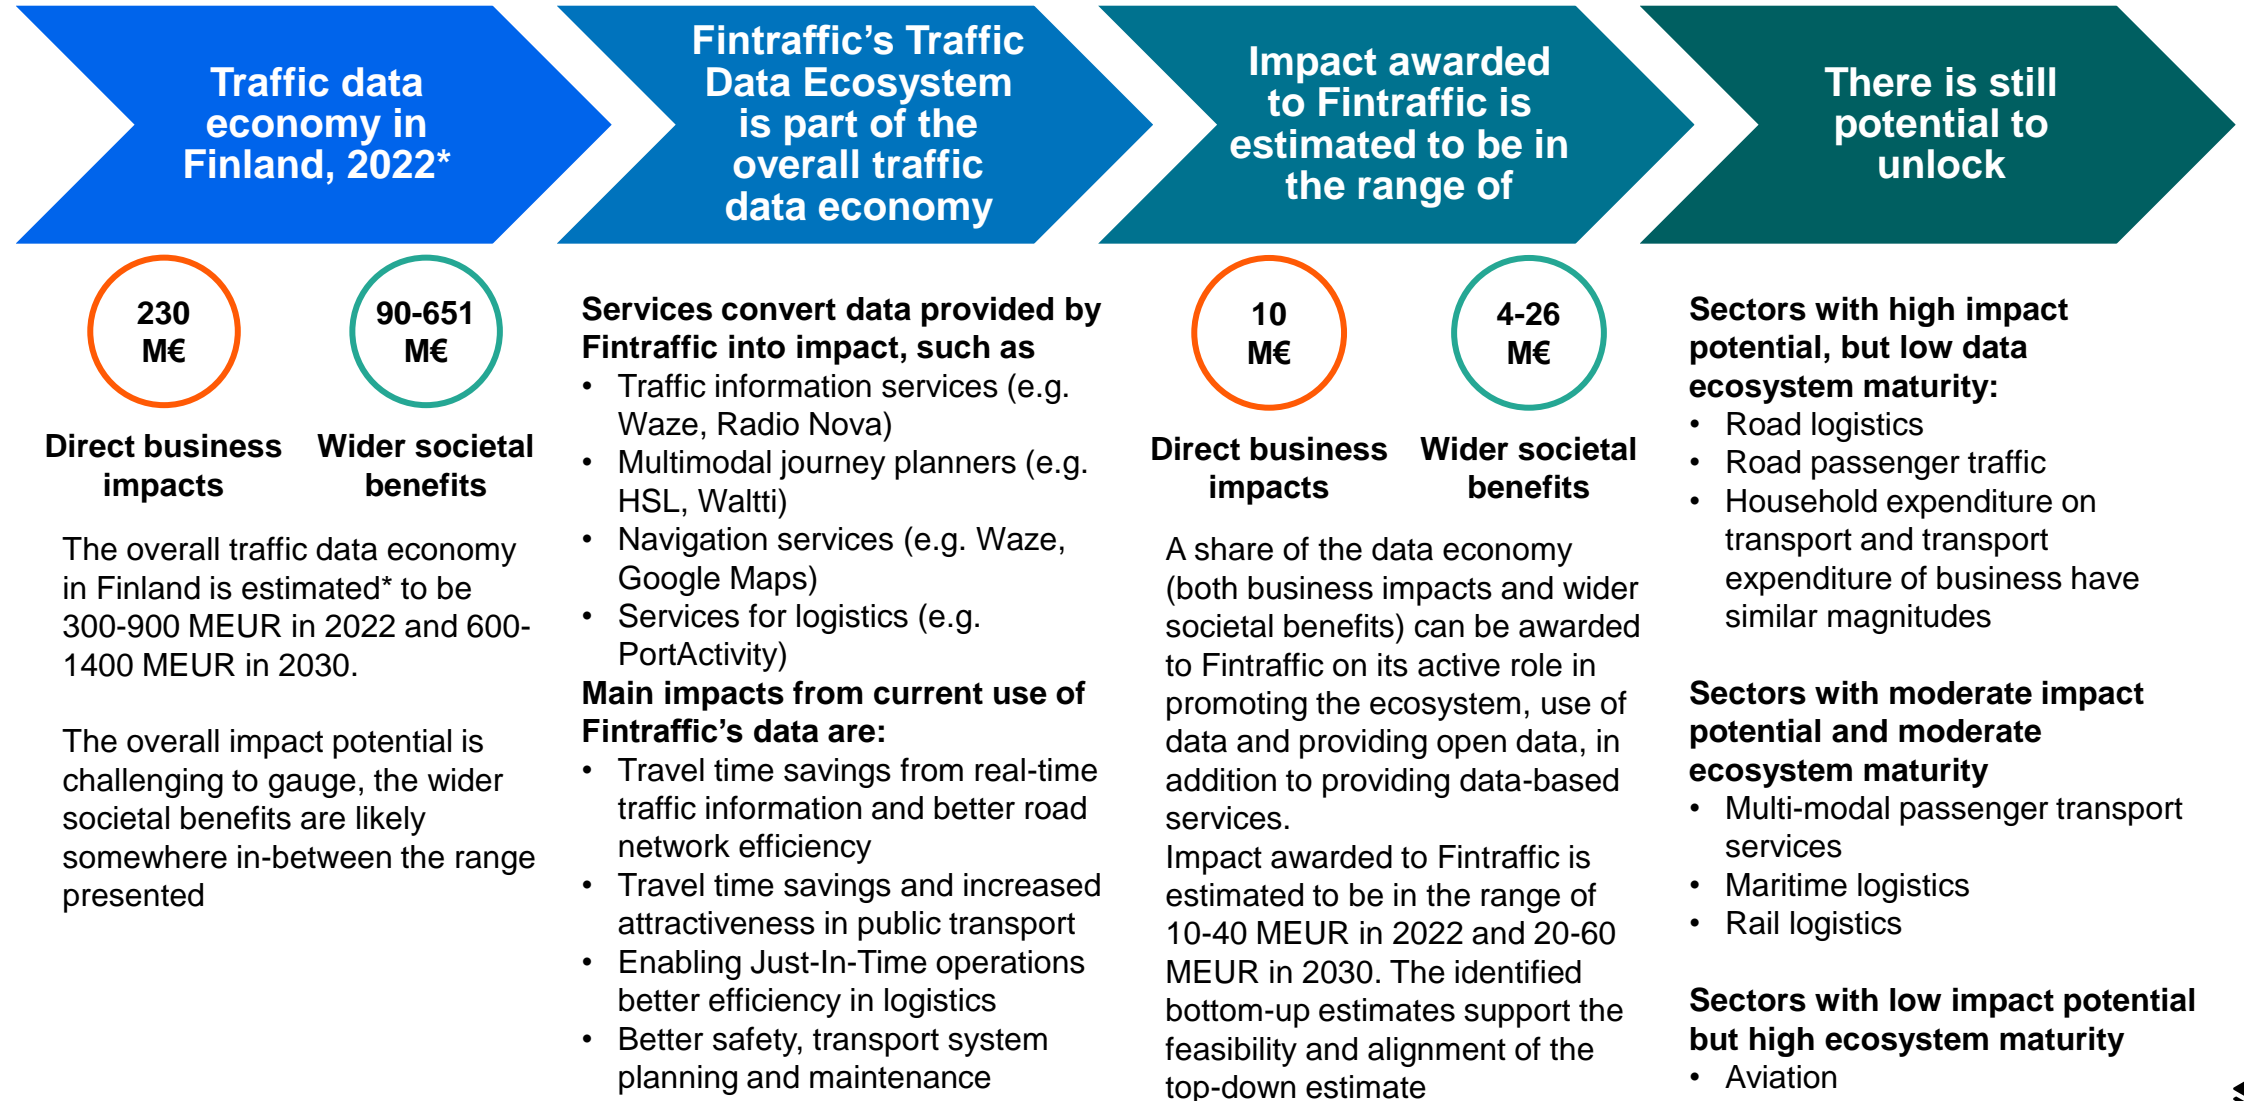 Traffic data
economy in
Finland, 2022*
230
M€
90-651
M€
Direct business
impacts
Wider societal
benefits
The overall traffic data economy
in Finland is estimated* to be
300-900 MEUR in 2022 and 600-
1400 MEUR in 2030.
The overall impact potential is
challenging to gauge, the wider
societal benefits are likely
somewhere in-between the range
presented
Fintraffic’s Traffic
Data Ecosystem
is part of the
overall traffic
data economy
Services convert data provided by
Fintraffic into impact, such as
• Traffic information services (e.g.
Waze, Radio Nova)
• Multimodal journey planners (e.g.
HSL, Waltti)
• Navigation services (e.g. Waze,
Google Maps)
• Services for logistics (e.g.
PortActivity)
Main impacts from current use of
Fintraffic’s data are:
• Travel time savings from real-time
traffic information and better road
network efficiency
• Travel time savings and increased
attractiveness in public transport
• Enabling Just-In-Time operations
better efficiency in logistics
• Better safety, transport system
planning and maintenance
Impact awarded
to Fintraffic is
estimated to be in
the range of
10
M€
4-26
M€
Direct business
impacts
Wider societal
benefits
A share of the data economy
(both business impacts and wider
societal benefits) can be awarded
to Fintraffic on its active role in
promoting the ecosystem, use of
data and providing open data, in
addition to providing data-based
services.
Impact awarded to Fintraffic is
estimated to be in the range of
10-40 MEUR in 2022 and 20-60
MEUR in 2030. The identified
bottom-up estimates support the
feasibility and alignment of the
top-down estimate
There is still
potential to
unlock
Sectors with high impact
potential, but low data
ecosystem maturity:
• Road logistics
• Road passenger traffic
• Household expenditure on
transport and transport
expenditure of business have
similar magnitudes
Sectors with moderate impact
potential and moderate
ecosystem maturity
• Multi-modal passenger transport
services
• Maritime logistics
• Rail logistics
Sectors with low impact potential
but high ecosystem maturity
• Aviation